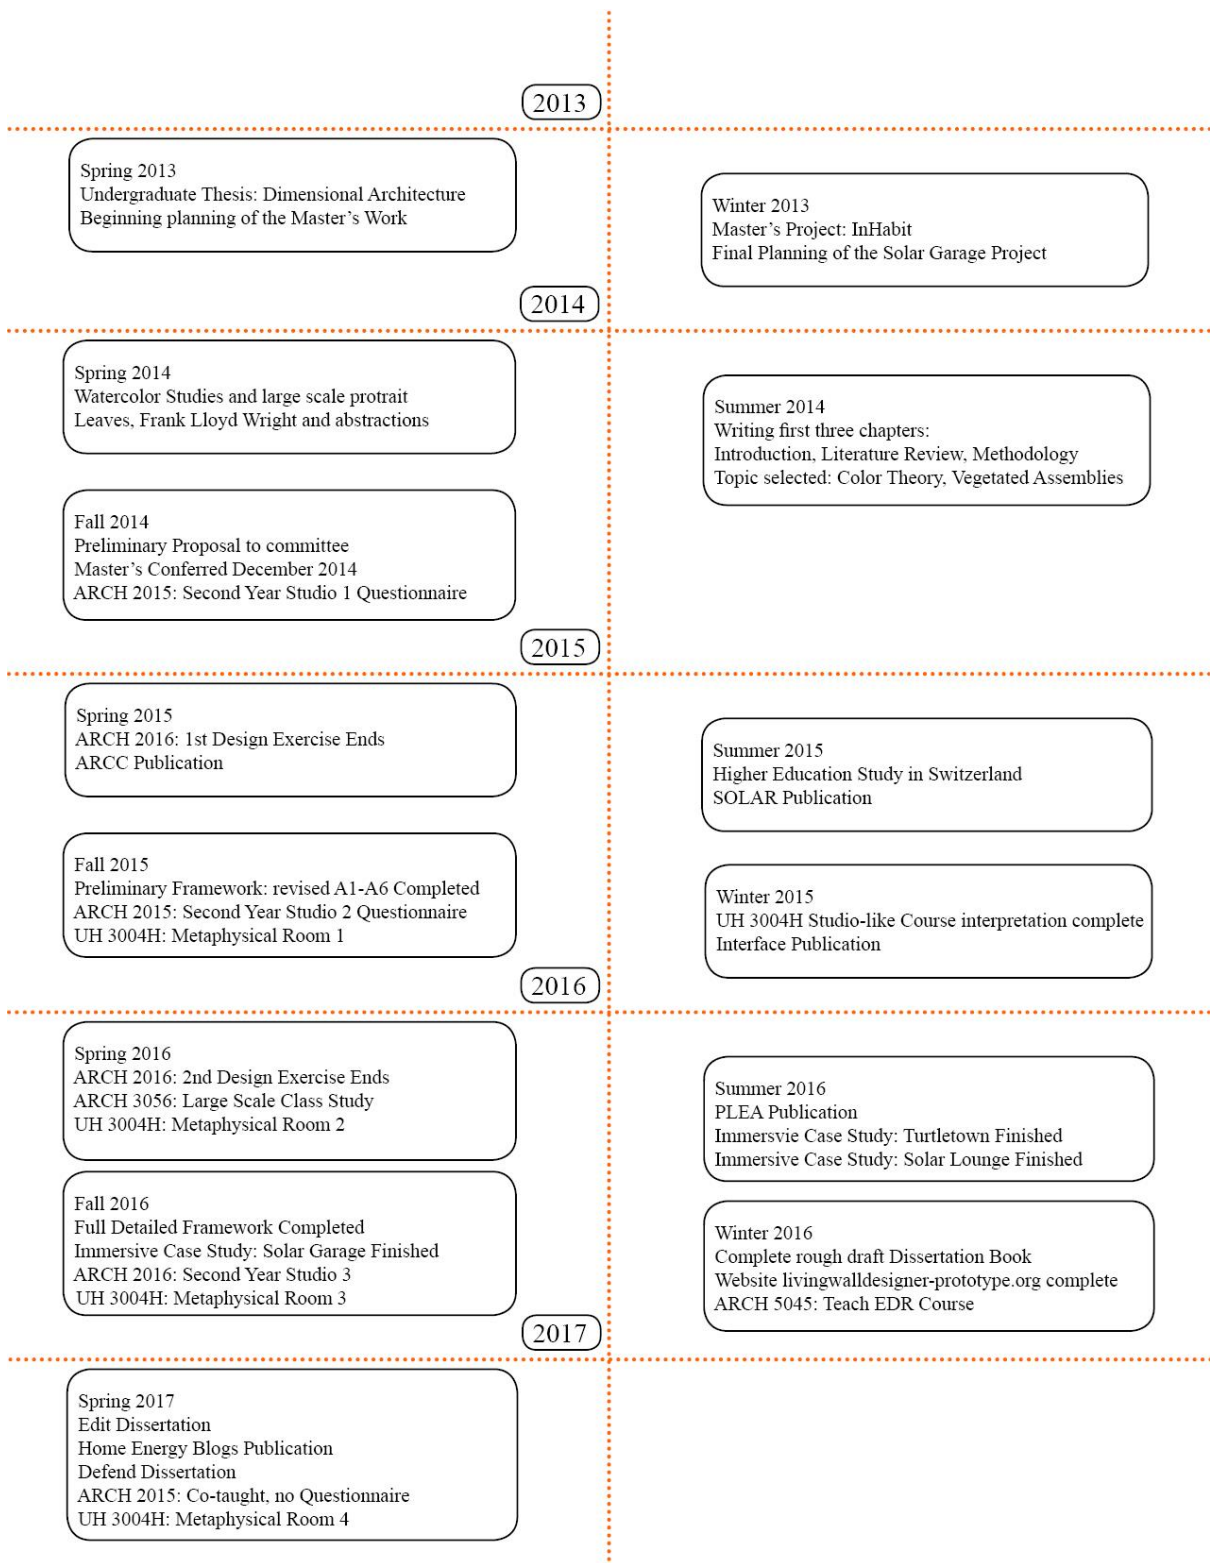 2013
Spring 2013
Undergraduate Thesis: Dimensional Architecture
Beginning planning of the Master's Work
Winter 2013
Master's Project: InHabit
Final Planning of the Solar Garage Project
2014
Spring 2014
Watercolor Studies and large scale protrait
Leaves, Frank Lloyd Wright and abstractions
Summer 2014
Writing first three chapters:
Introduction, Literature Review, Methodology
Topic selected: Color Theory, Vegetated Assemblies
Fall 2014
Preliminary Proposal to committee
Master's Conferred December 2014
ARCH 2015: Second Year Studio 1 Questionnaire
2015
Spring 2015
ARCH 2016: 1st Design Exercise Ends
ARCC Publication
Summer 2015
Higher Education Study in Switzerland
SOLAR Publication
Fall 2015
Preliminary Framework: revised A1-A6 Completed
ARCH 2015: Second Year Studio 2 Questionnaire
UH 3004H: Metaphysical Room 1
Winter 2015
UH 3004H Studio-like Course interpretation complete
Interface Publication
2016
Spring 2016
ARCH 2016: 2nd Design Exercise Ends
ARCH 3056: Large Scale Class Study
UH 3004H: Metaphysical Room 2
Summer 2016
PLEA Publication
Immersvie Case Study: Turtletown Finished
Immersive Case Study: Solar Lounge Finished
Fall 2016
Full Detailed Framework Completed
Immersive Case Study: Solar Garage Finished
ARCH 2016: Second Year Studio 3
UH 3004H: Metaphysical Room 3
Winter 2016
Complete rough draft Dissertation Book
Website livingwalldesigner-prototype.org complete
ARCH 5045: Teach EDR Course
2017
Spring 2017
Edit Dissertation
Home Energy Blogs Publication
Defend Dissertation
ARCH 2015: Co-taught, no Questionnaire
UH 3004H: Metaphysical Room 4